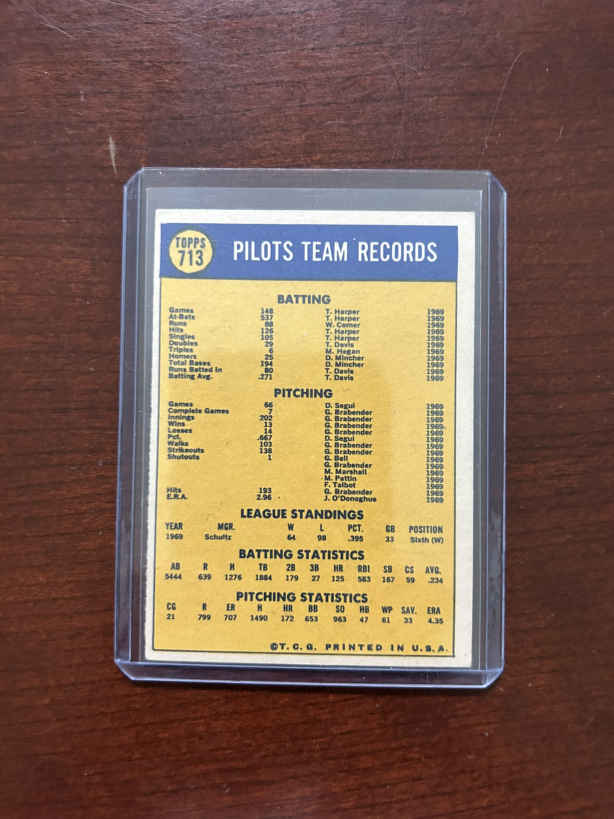 TOPPS
713
PILOTS TEAM RECORDS
BATTING
Games 148 T. Harper 1969
At-Bats 537 T. Harper 1969
Runs 88 W. Comer 1969
Hits 126 T. Harper 1969
Singles 105 T. Harper 1969
Doubles 29 T. Davis 1969
Triples 6 M. Hegan 1969
Homers 25 D. Mincher 1969
Total Bases 194 D. Mincher 1969
Runs Batted In 80 T. Davis 1969
Batting Avg. .271 T. Davis 1969
PITCHING
Games 66 D. Segui 1969
Complete Games 7 G. Brabender 1969
Innings 202 G. Brabender 1969
Wins 13 G. Brabender 1969
Losses 14 G. Brabender 1969
Pct. .667 D. Segui 1969
Walks 103 G. Brabender 1969
Strikeouts 138 G. Brabender 1969
Shutouts 1 G. Bell 1969
G. Brabender 1969
M. Marshall 1969
M. Pattin 1969
F. Talbot 1969
Hits 193 G. Brabender 1969
E.R.A. 2.96 J. O'Donoghue 1969
LEAGUE STANDINGS
YEAR MGR. W L PCT. GB POSITION
1969 Schultz 64 98 .395 33 Sixth (W)
BATTING STATISTICS
AB R H TB 2B 3B HR RBI SB CS AVG.
5444 639 1276 1884 179 27 125 583 167 59 .234
PITCHING STATISTICS
CG R ER H HR BB SO HB WP SAV. ERA
21 799 707 1490 172 653 963 47 61 33 4.35
©T.C.G. PRINTED IN U.S.A.